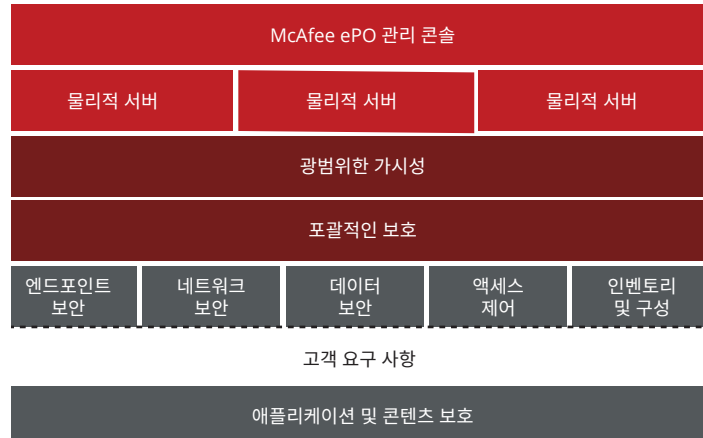 McAfee ePO 관리 콘솔
물리적 서버
물리적 서버
물리적 서버
광범위한 가시성
포괄적인 보호
엔드포인트
보안
네트워크
보안
데이터
보안
액세스
제어
인벤토리
및 구성
고객 요구 사항
애플리케이션 및 콘텐츠 보호